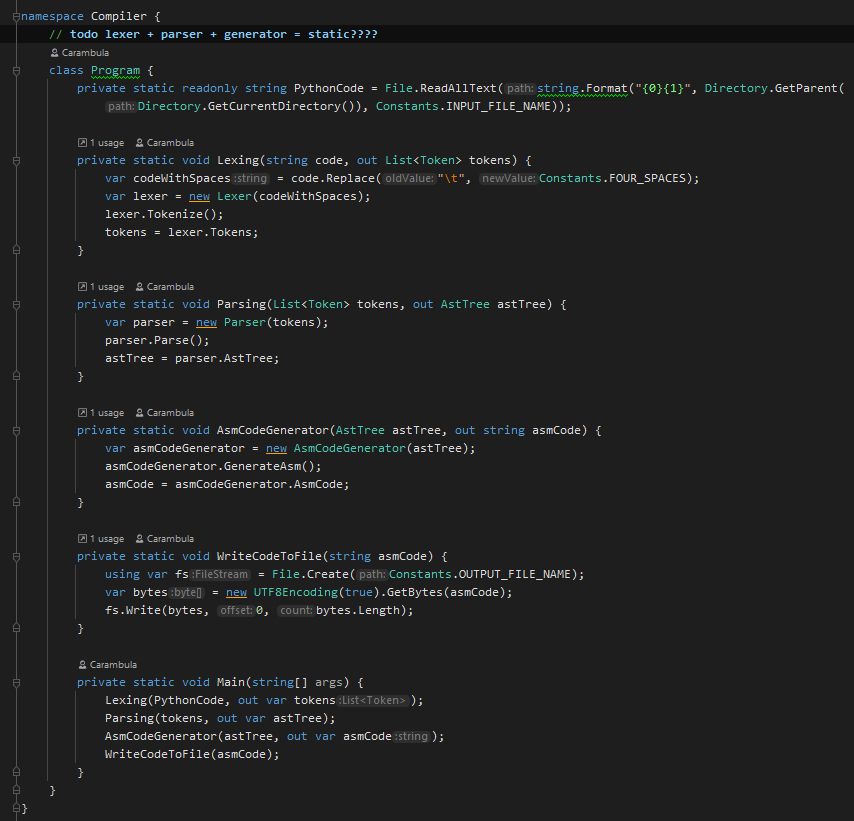 namespace Compiler {
    // todo lexer + parser + generator = static????
    Carambula
    class Program {
        private static readonly string PythonCode = File.ReadAllText( path: string.Format("{0}{1}", Directory.GetParent(
            path: Directory.GetCurrentDirectory()), Constants.INPUT_FILE_NAME));
        1 usage Carambula
        private static void Lexing(string code, out List<Token> tokens) {
            var codeWithSpaces :string = code.Replace( oldValue: "\t", newValue: Constants.FOUR_SPACES);
            var lexer = new Lexer(codeWithSpaces);
            lexer.Tokenize();
            tokens = lexer.Tokens;
        }
        1 usage Carambula
        private static void Parsing(List<Token> tokens, out AstTree astTree) {
            var parser = new Parser(tokens);
            parser.Parse();
            astTree = parser.AstTree;
        }
        1 usage Carambula
        private static void AsmCodeGenerator(AstTree astTree, out string asmCode) {
            var asmCodeGenerator = new AsmCodeGenerator(astTree);
            asmCodeGenerator.GenerateAsm();
            asmCode = asmCodeGenerator.AsmCode;
        }
        1 usage Carambula
        private static void WriteCodeToFile(string asmCode) {
            using var fs :FileStream = File.Create( path: Constants.OUTPUT_FILE_NAME);
            var bytes :byte[] = new UTF8Encoding(true).GetBytes(asmCode);
            fs.Write(bytes, offset: 0, count: bytes.Length);
        }
        Carambula
        private static void Main(string[] args) {
            Lexing(PythonCode, out var tokens :List<Token> );
            Parsing(tokens, out var astTree);
            AsmCodeGenerator(astTree, out var asmCode :string );
            WriteCodeToFile(asmCode);
        }
    }
}